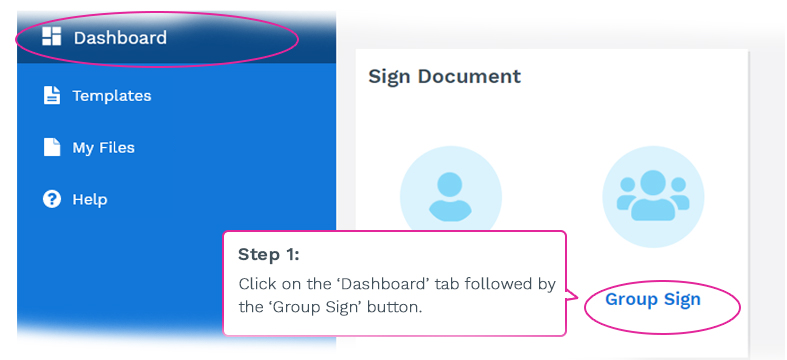 Dashboard
Templates
My Files
Help
Sign Document
Step 1:
Click on the ‘Dashboard’ tab followed by
the ‘Group Sign’ button.
Group Sign